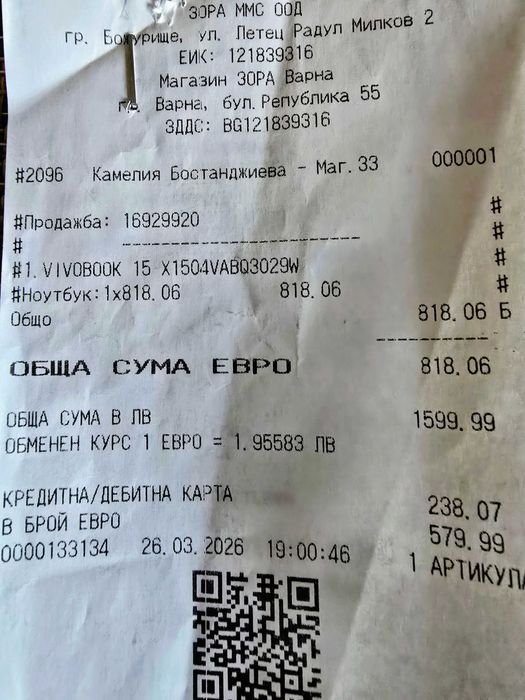 ЗОРА ММС ООД
гр. Божурище, ул. Летец Радул Милков 2
ЕИК: 121839316
Магазин ЗОРА Варна
гр. Варна, бул. Република 55
ЗДДС: BG121839316
#2096 Камелия Бостанджиева - Маг. 33 000001
#Продажба: 16929920 #
# -------------------------------- #
#1. VIVOBOOK 15 X1504VABQ3029W #
#Ноутбук: 1x818.06 818.06 #
Общо 818.06 Б
---------------
ОБЩА СУМА ЕВРО 818.06
ОБЩА СУМА В ЛВ 1599.99
ОБМЕНЕН КУРС 1 ЕВРО = 1.95583 ЛВ
КРЕДИТНА/ДЕБИТНА КАРТА 238.07
В БРОЙ ЕВРО 579.99
0000133134 26.03.2026 19:00:46 1 АРТИКУЛ